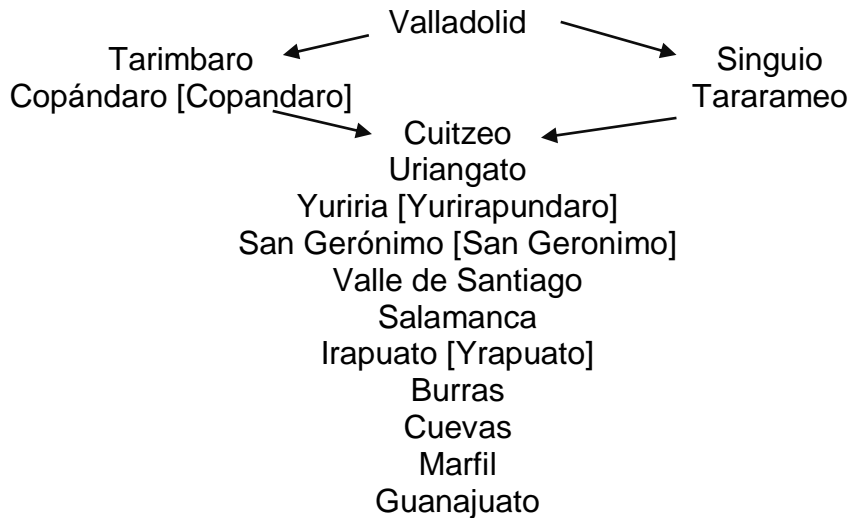 Valladolid
Tarimbaro
Singuio
Copándaro [Copandaro]
Tararameo
Cuitzeo
Uriangato
Yuriria [Yurirapundaro]
San Gerónimo [San Geronimo]
Valle de Santiago
Salamanca
Irapuato [Yrapuato]
Burras
Cuevas
Marfil
Guanajuato